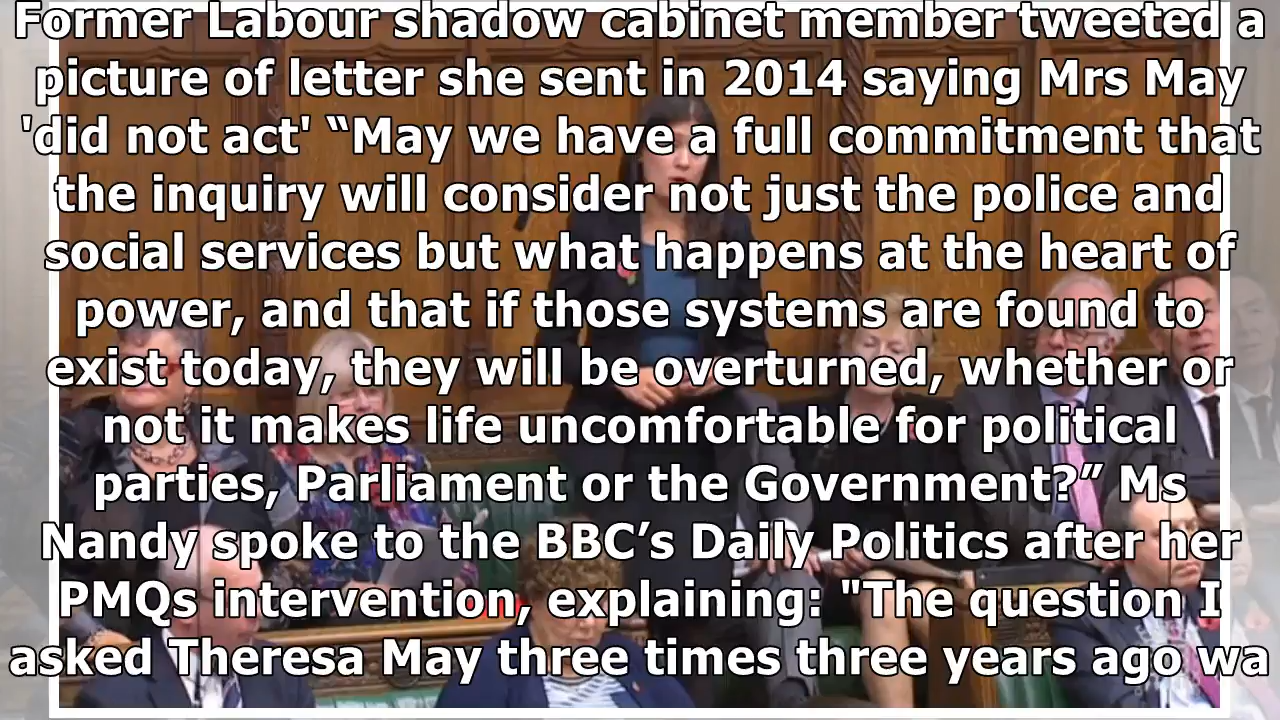 Former Labour shadow cabinet member tweeted a
picture of letter she sent in 2014 saying Mrs May
'did not act' “May we have a full commitment that
the inquiry will consider not just the police and
social services but what happens at the heart of
power, and that if those systems are found to
exist today, they will be overturned, whether or
not it makes life uncomfortable for political
parties, Parliament or the Government?” Ms
Nandy spoke to the BBC’s Daily Politics after her
PMQs intervention, explaining: "The question I
asked Theresa May three times three years ago wa